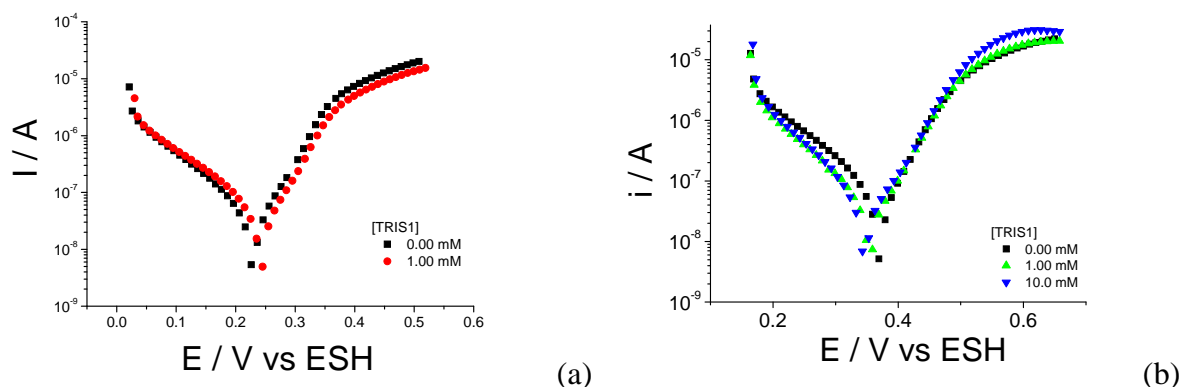 10⁻⁴
10⁻⁵
10⁻⁶
10⁻⁷
10⁻⁸
10⁻⁹
I / A
[TRIS1]
0.00 mM
1.00 mM
0.0 0.1 0.2 0.3 0.4 0.5 0.6
E / V vs ESH
(a)
10⁻⁵
10⁻⁶
10⁻⁷
10⁻⁸
10⁻⁹
i / A
[TRIS1]
0.00 mM
1.00 mM
10.0 mM
0.2 0.4 0.6
E / V vs ESH
(b)